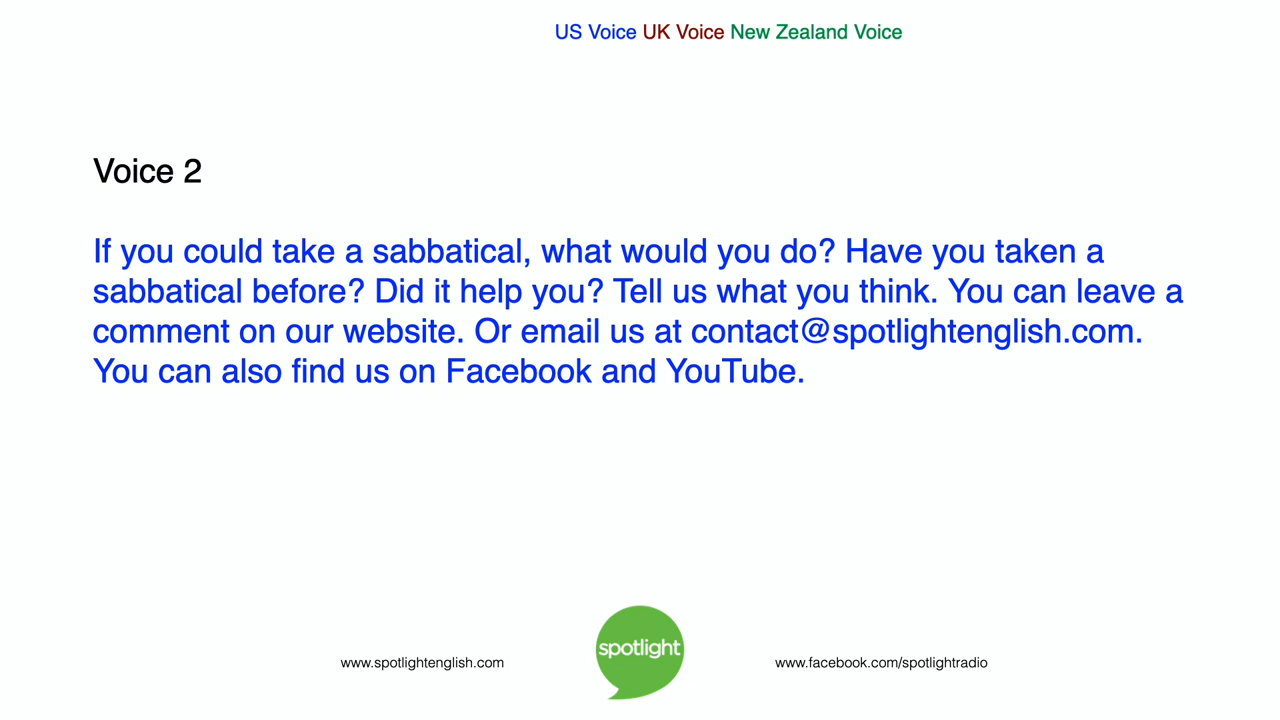 US Voice UK Voice New Zealand Voice
Voice 2
If you could take a sabbatical, what would you do? Have you taken a
sabbatical before? Did it help you? Tell us what you think. You can leave a
comment on our website. Or email us at contact@spotlightenglish.com.
You can also find us on Facebook and YouTube.
spotlight
www.spotlightenglish.com
www.facebook.com/spotlightradio